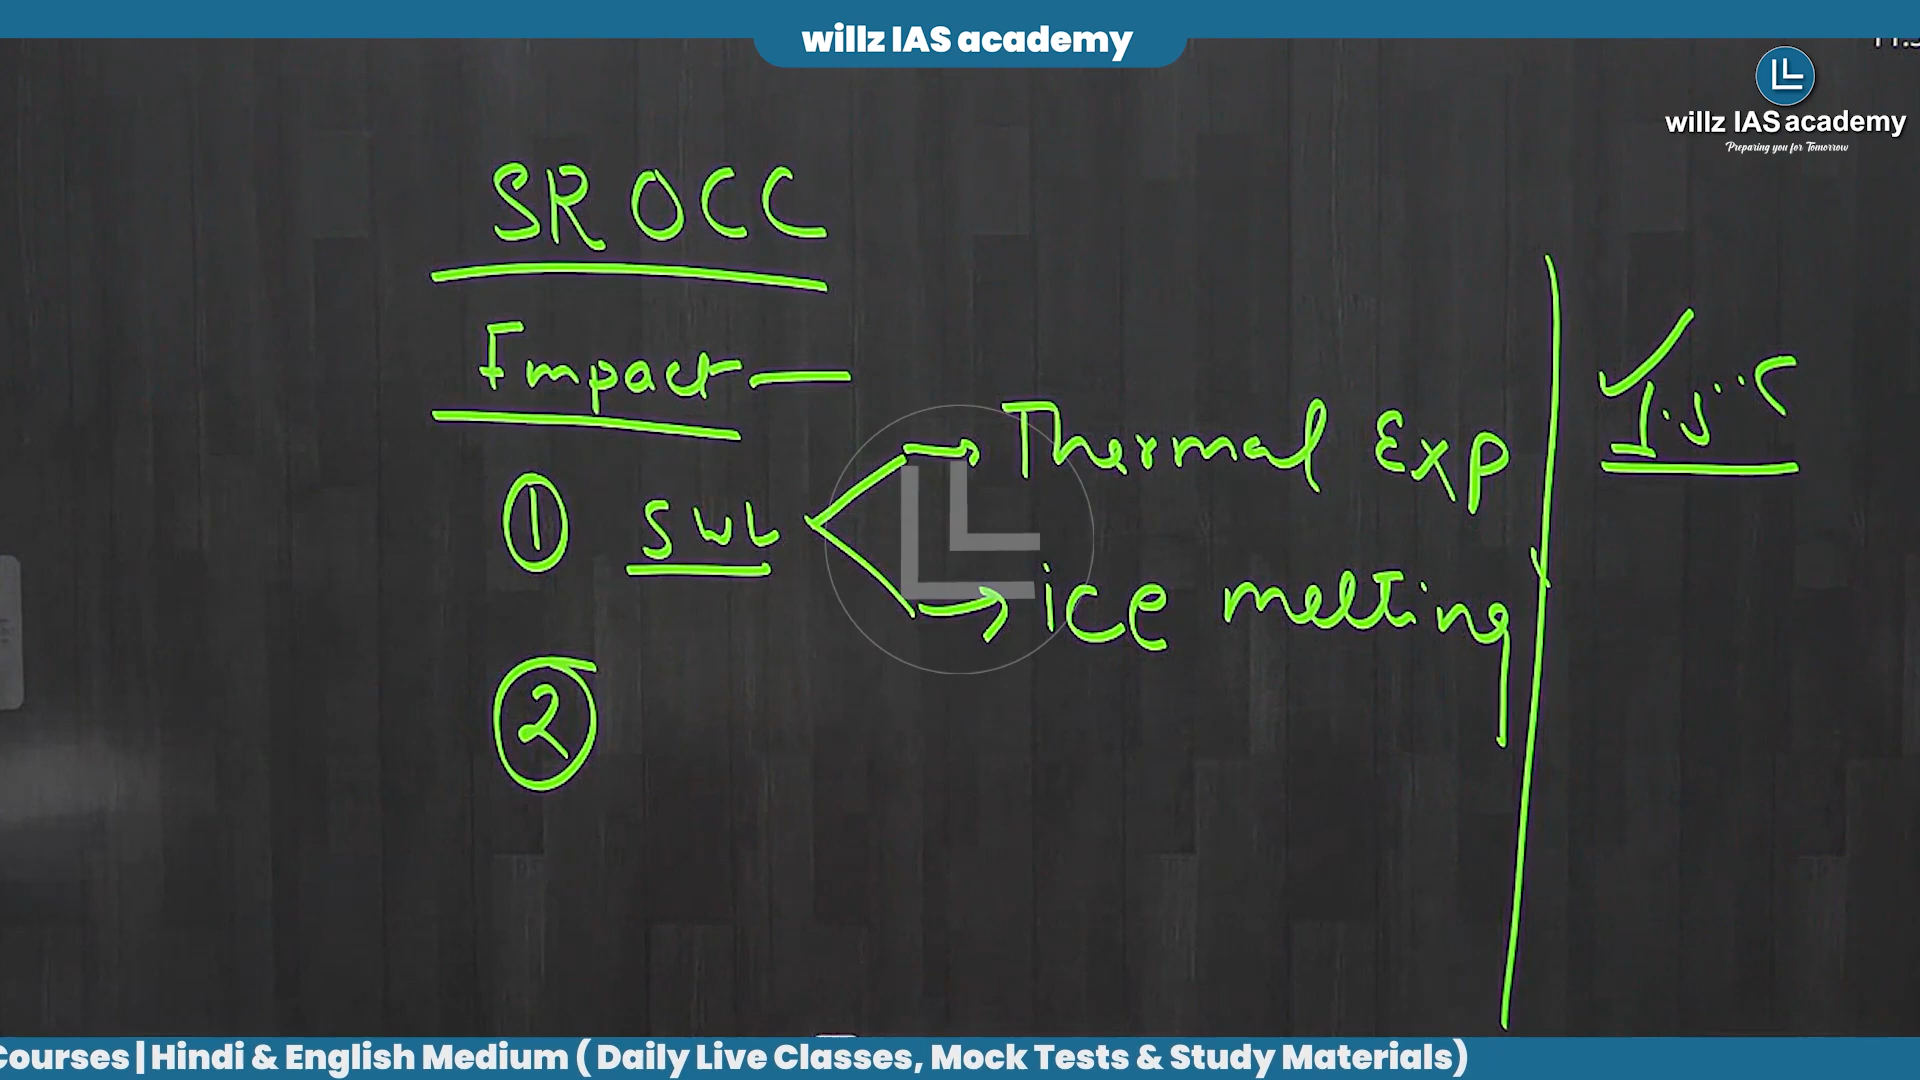 willz IAS academy
willz IAS academy
Preparing you for Tomorrow
SROCC
Impact —
① SWL → Thermal Exp
→ ice melting
②
Courses | Hindi & English Medium ( Daily Live Classes, Mock Tests & Study Materials)